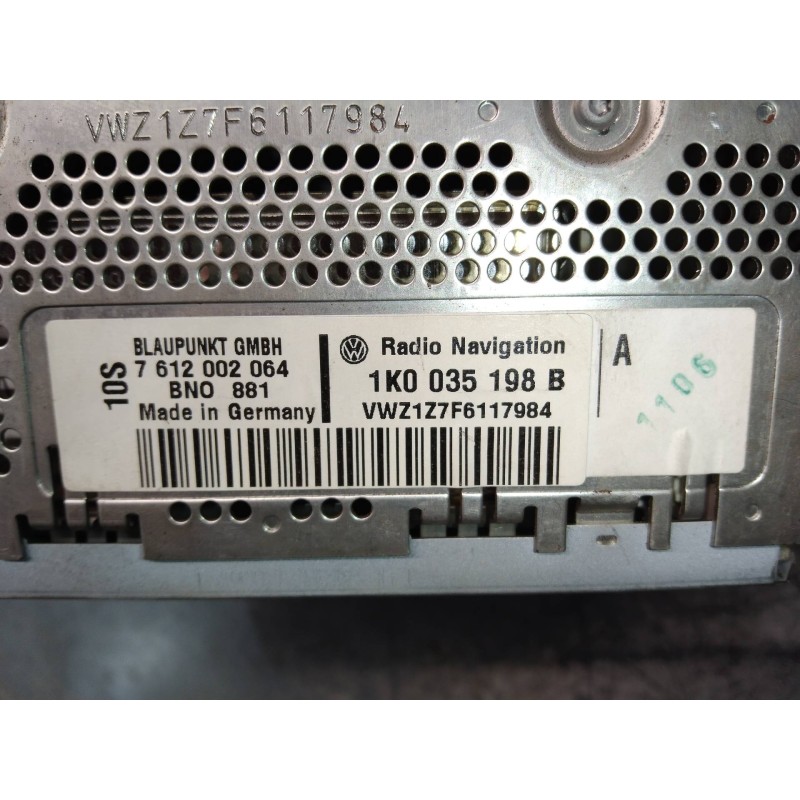 VWZ1Z7F6117984
10S
BLAUPUNKT GMBH
7 612 002 064
BNO 881
Made in Germany
Radio Navigation
1K0 035 198 B
VWZ1Z7F6117984
A
1106